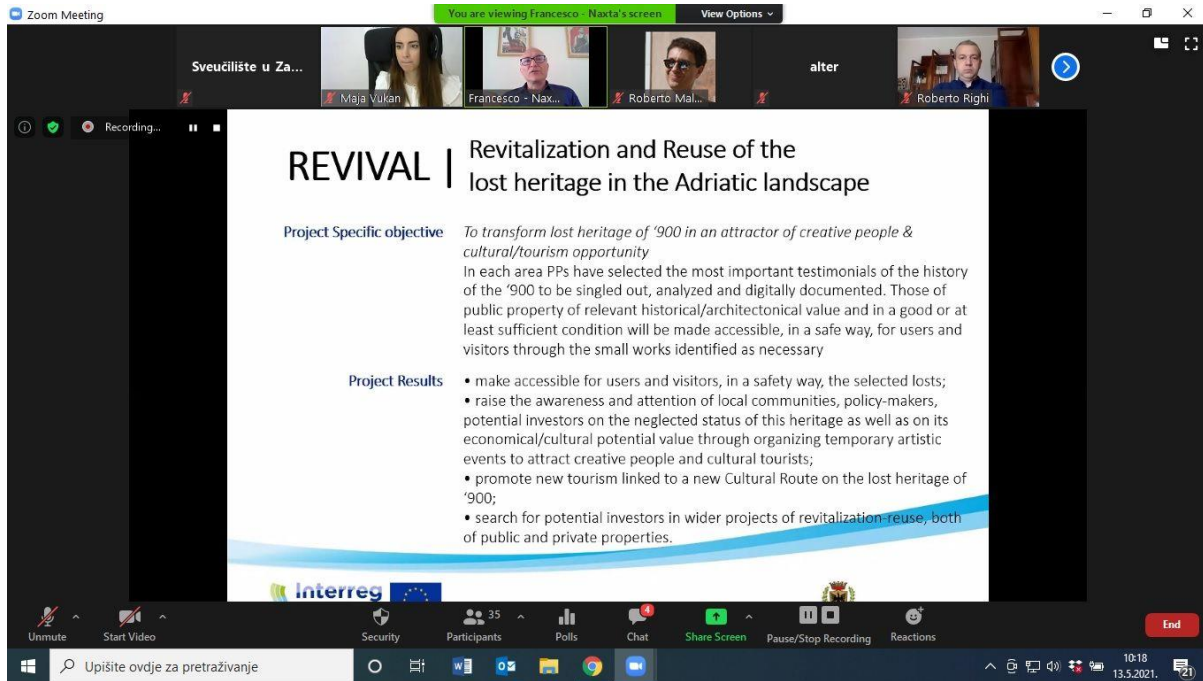 Zoom Meeting
You are viewing Francesco - Naxta's screen
View Options
Sveučilište u Za...
Maja Vukan
Francesco - Nax...
Roberto Mal...
alter
Roberto Righi
Recording...
REVIVAL |
Revitalization and Reuse of the
lost heritage in the Adriatic landscape
Project Specific objective
To transform lost heritage of ‘900 in an attractor of creative people &
cultural/tourism opportunity
In each area PPs have selected the most important testimonials of the history
of the ‘900 to be singled out, analyzed and digitally documented. Those of
public property of relevant historical/architectonical value and in a good or at
least sufficient condition will be made accessible, in a safe way, for users and
visitors through the small works identified as necessary
Project Results
• make accessible for users and visitors, in a safety way, the selected losts;
• raise the awareness and attention of local communities, policy-makers,
potential investors on the neglected status of this heritage as well as on its
economical/cultural potential value through organizing temporary artistic
events to attract creative people and cultural tourists;
• promote new tourism linked to a new Cultural Route on the lost heritage of
‘900;
• search for potential investors in wider projects of revitalization-reuse, both
of public and private properties.
Interreg
Unmute
Start Video
Security
35
Participants
Polls
4
Chat
Share Screen
Pause/Stop Recording
Reactions
End
Upišite ovdje za pretraživanje
10:18
13.5.2021.
21